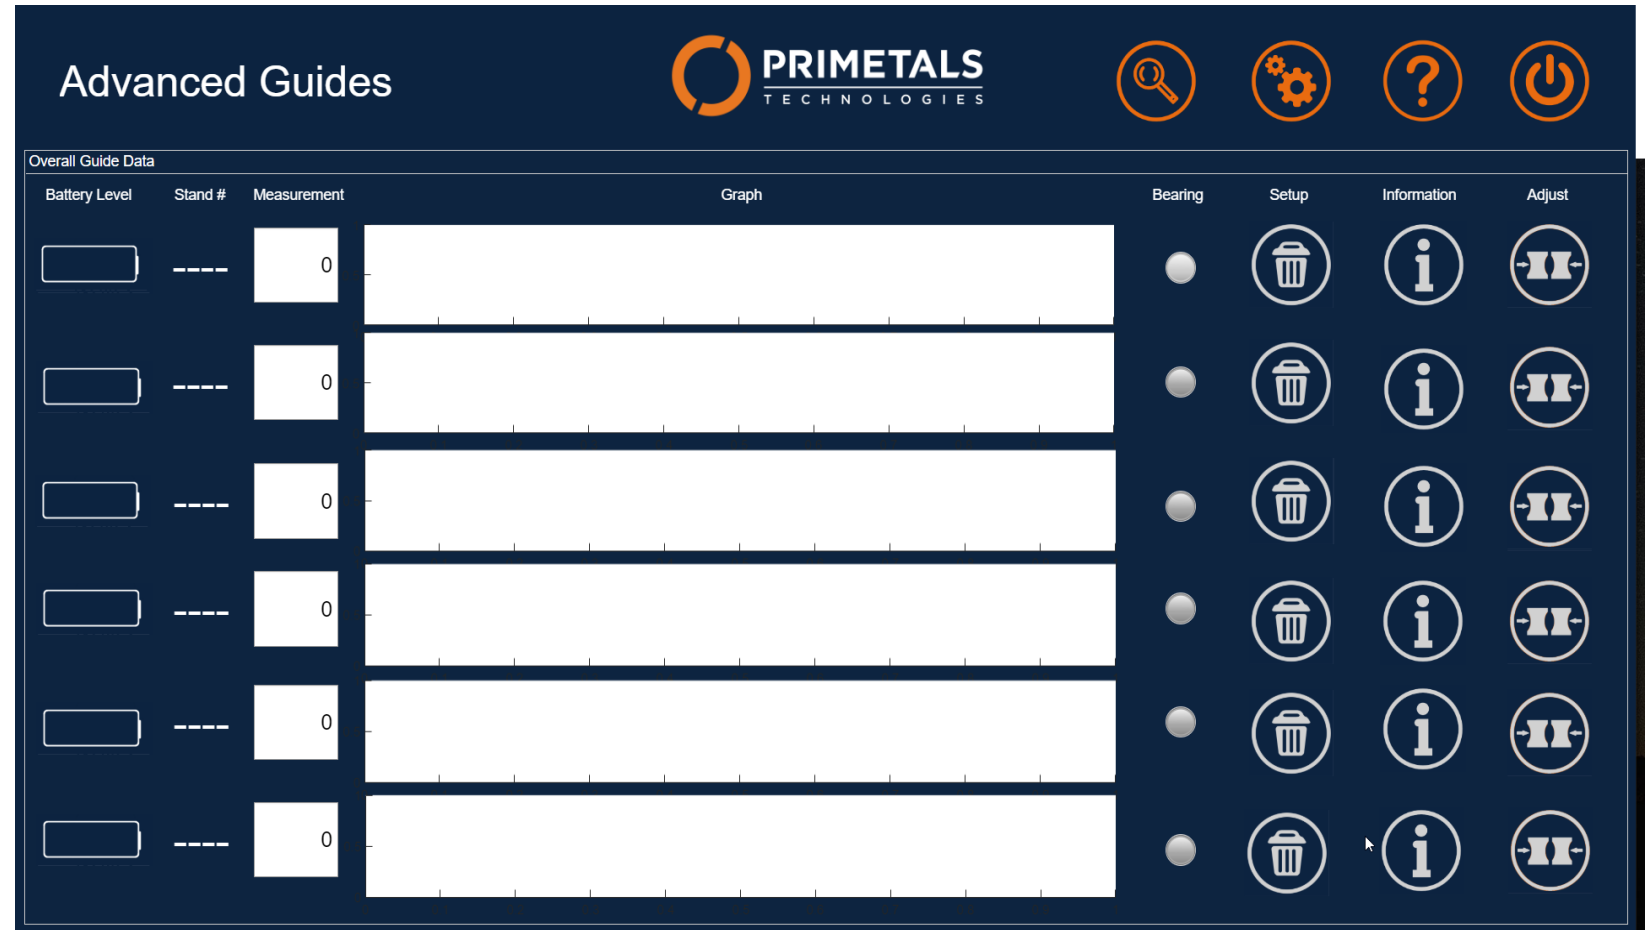 Advanced Guides
PRIMETALS
TECHNOLOGIES
Overall Guide Data
Battery Level Stand # Measurement Graph Bearing Setup Information Adjust
---- 0
---- 0
---- 0
---- 0
---- 0
---- 0